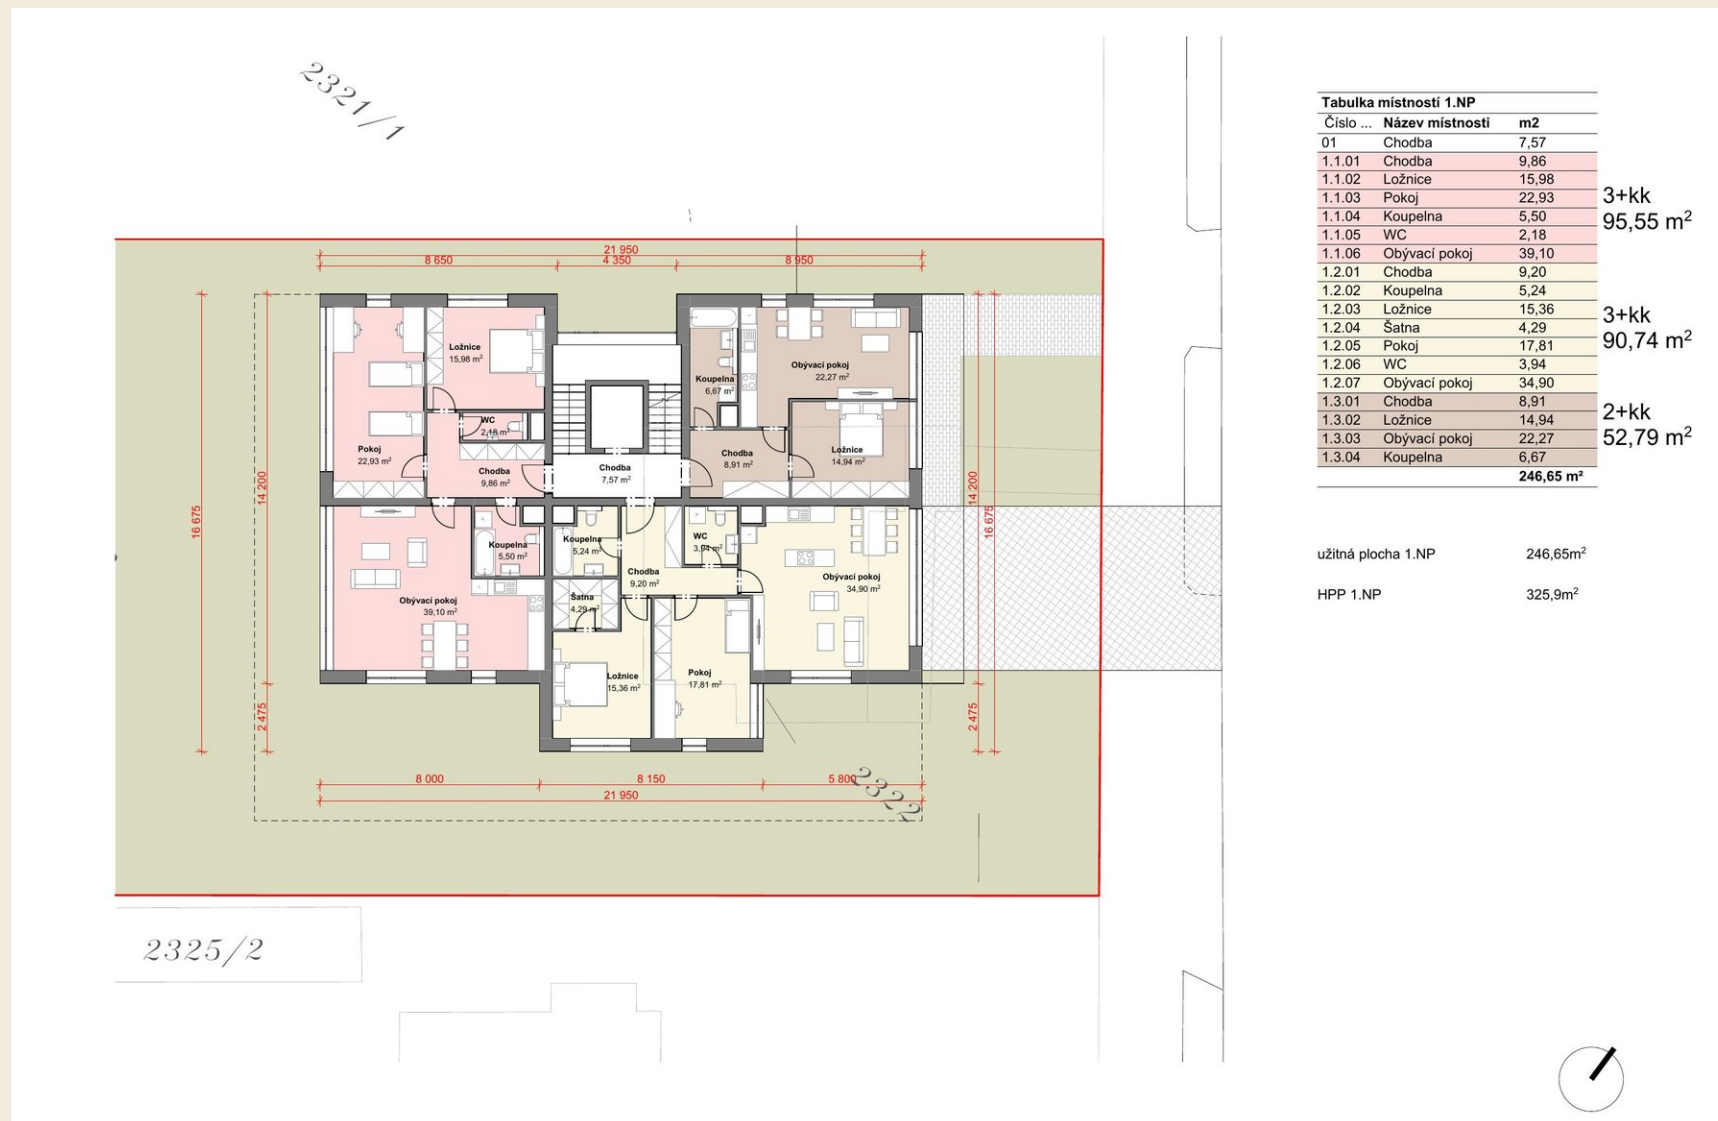 2321/1
21 950
8 650
4 350
8 950
16 675
14 200
2 475
14 200
16 675
2 475
Ložnice
15,98 m²
Pokoj
22,93 m²
WC
2,18 m²
Chodba
9,86 m²
Chodba
7,57 m²
Koupelna
6,67 m²
Obývací pokoj
22,27 m²
Chodba
8,91 m²
Ložnice
14,94 m²
Koupelna
5,50 m²
Obývací pokoj
39,10 m²
Koupelna
5,24 m²
Chodba
9,20 m²
WC
3,94 m²
Šatna
4,29 m²
Obývací pokoj
34,90 m²
Ložnice
15,36 m²
Pokoj
17,81 m²
8 000
8 150
5 800
21 950
2322
2325/2
Tabulka místností 1.NP
Číslo ... Název místnosti m2
01 Chodba 7,57
1.1.01 Chodba 9,86
1.1.02 Ložnice 15,98
1.1.03 Pokoj 22,93
1.1.04 Koupelna 5,50
1.1.05 WC 2,18
1.1.06 Obývací pokoj 39,10
1.2.01 Chodba 9,20
1.2.02 Koupelna 5,24
1.2.03 Ložnice 15,36
1.2.04 Šatna 4,29
1.2.05 Pokoj 17,81
1.2.06 WC 3,94
1.2.07 Obývací pokoj 34,90
1.3.01 Chodba 8,91
1.3.02 Ložnice 14,94
1.3.03 Obývací pokoj 22,27
1.3.04 Koupelna 6,67
246,65 m²
3+kk
95,55 m²
3+kk
90,74 m²
2+kk
52,79 m²
užitná plocha 1.NP 246,65m²
HPP 1.NP 325,9m²